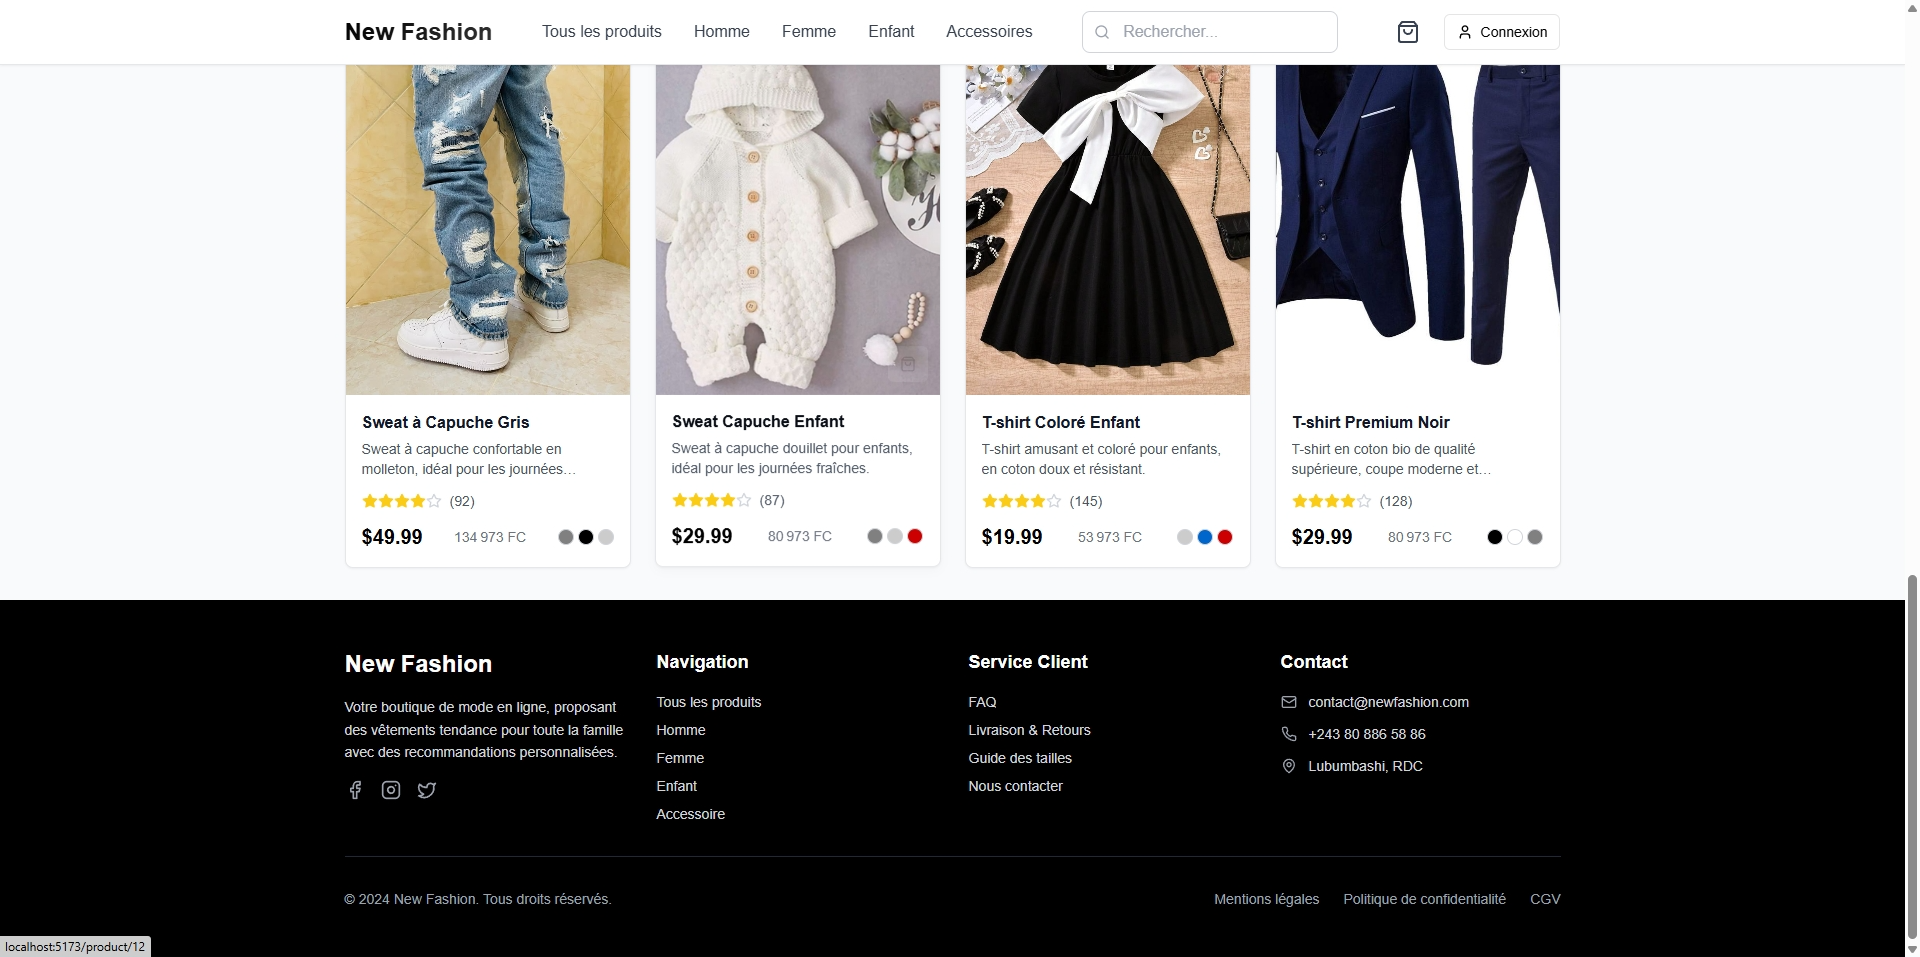 New Fashion
Tous les produits
Homme
Femme
Enfant
Accessoires
Rechercher...
Connexion
Sweat à Capuche Gris
Sweat à capuche confortable en
molleton, idéal pour les journées…
(92)
$49.99
134 973 FC
Sweat Capuche Enfant
Sweat à capuche douillet pour enfants,
idéal pour les journées fraîches.
(87)
$29.99
80 973 FC
T-shirt Coloré Enfant
T-shirt amusant et coloré pour enfants,
en coton doux et résistant.
(145)
$19.99
53 973 FC
T-shirt Premium Noir
T-shirt en coton bio de qualité
supérieure, coupe moderne et…
(128)
$29.99
80 973 FC
New Fashion
Votre boutique de mode en ligne, proposant
des vêtements tendance pour toute la famille
avec des recommandations personnalisées.
Navigation
Tous les produits
Homme
Femme
Enfant
Accessoire
Service Client
FAQ
Livraison & Retours
Guide des tailles
Nous contacter
Contact
contact@newfashion.com
+243 80 886 58 86
Lubumbashi, RDC
© 2024 New Fashion. Tous droits réservés.
Mentions légales
Politique de confidentialité
CGV
localhost:5173/product/12